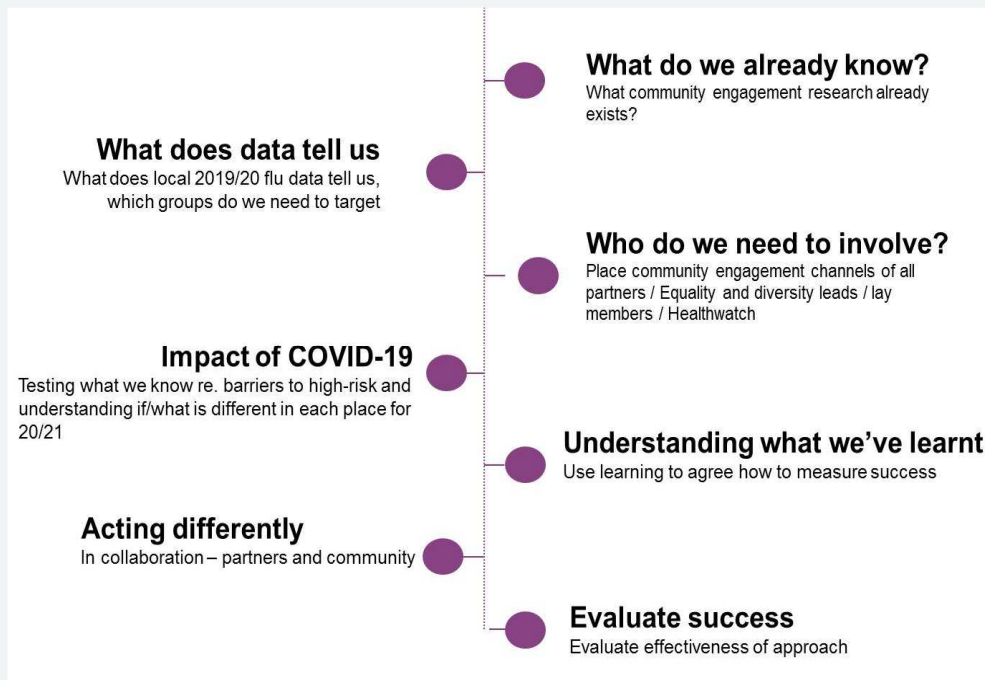 What do we already know?
What community engagement research already
exists?
What does data tell us
What does local 2019/20 flu data tell us,
which groups do we need to target
Who do we need to involve?
Place community engagement channels of all
partners / Equality and diversity leads / lay
members / Healthwatch
Impact of COVID-19
Testing what we know re. barriers to high-risk and
understanding if/what is different in each place for
20/21
Understanding what we’ve learnt
Use learning to agree how to measure success
Acting differently
In collaboration – partners and community
Evaluate success
Evaluate effectiveness of approach